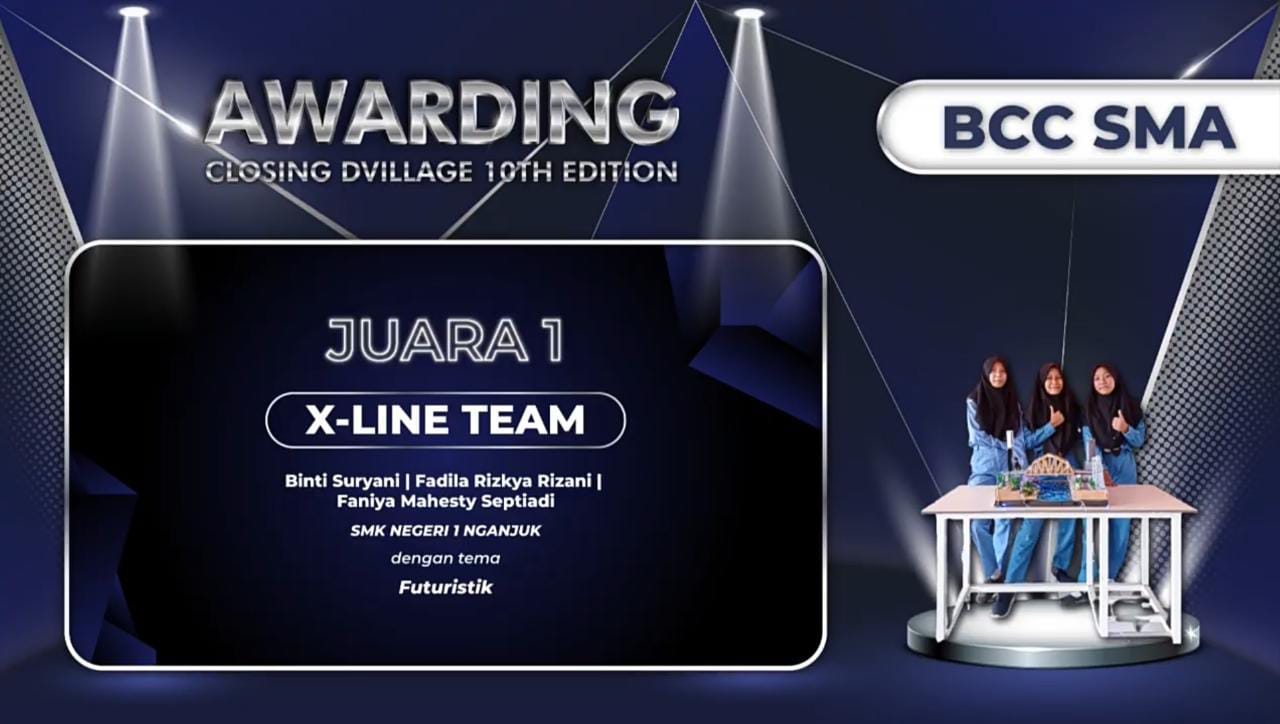 AWARDING
CLOSING DVILLAGE 10TH EDITION
BCC SMA
JUARA 1
X-LINE TEAM
Binti Suryani | Fadila Rizkya Rizani |
Faniya Mahesty Septiadi
SMK NEGERI 1 NGANJUK
dengan tema
Futuristik